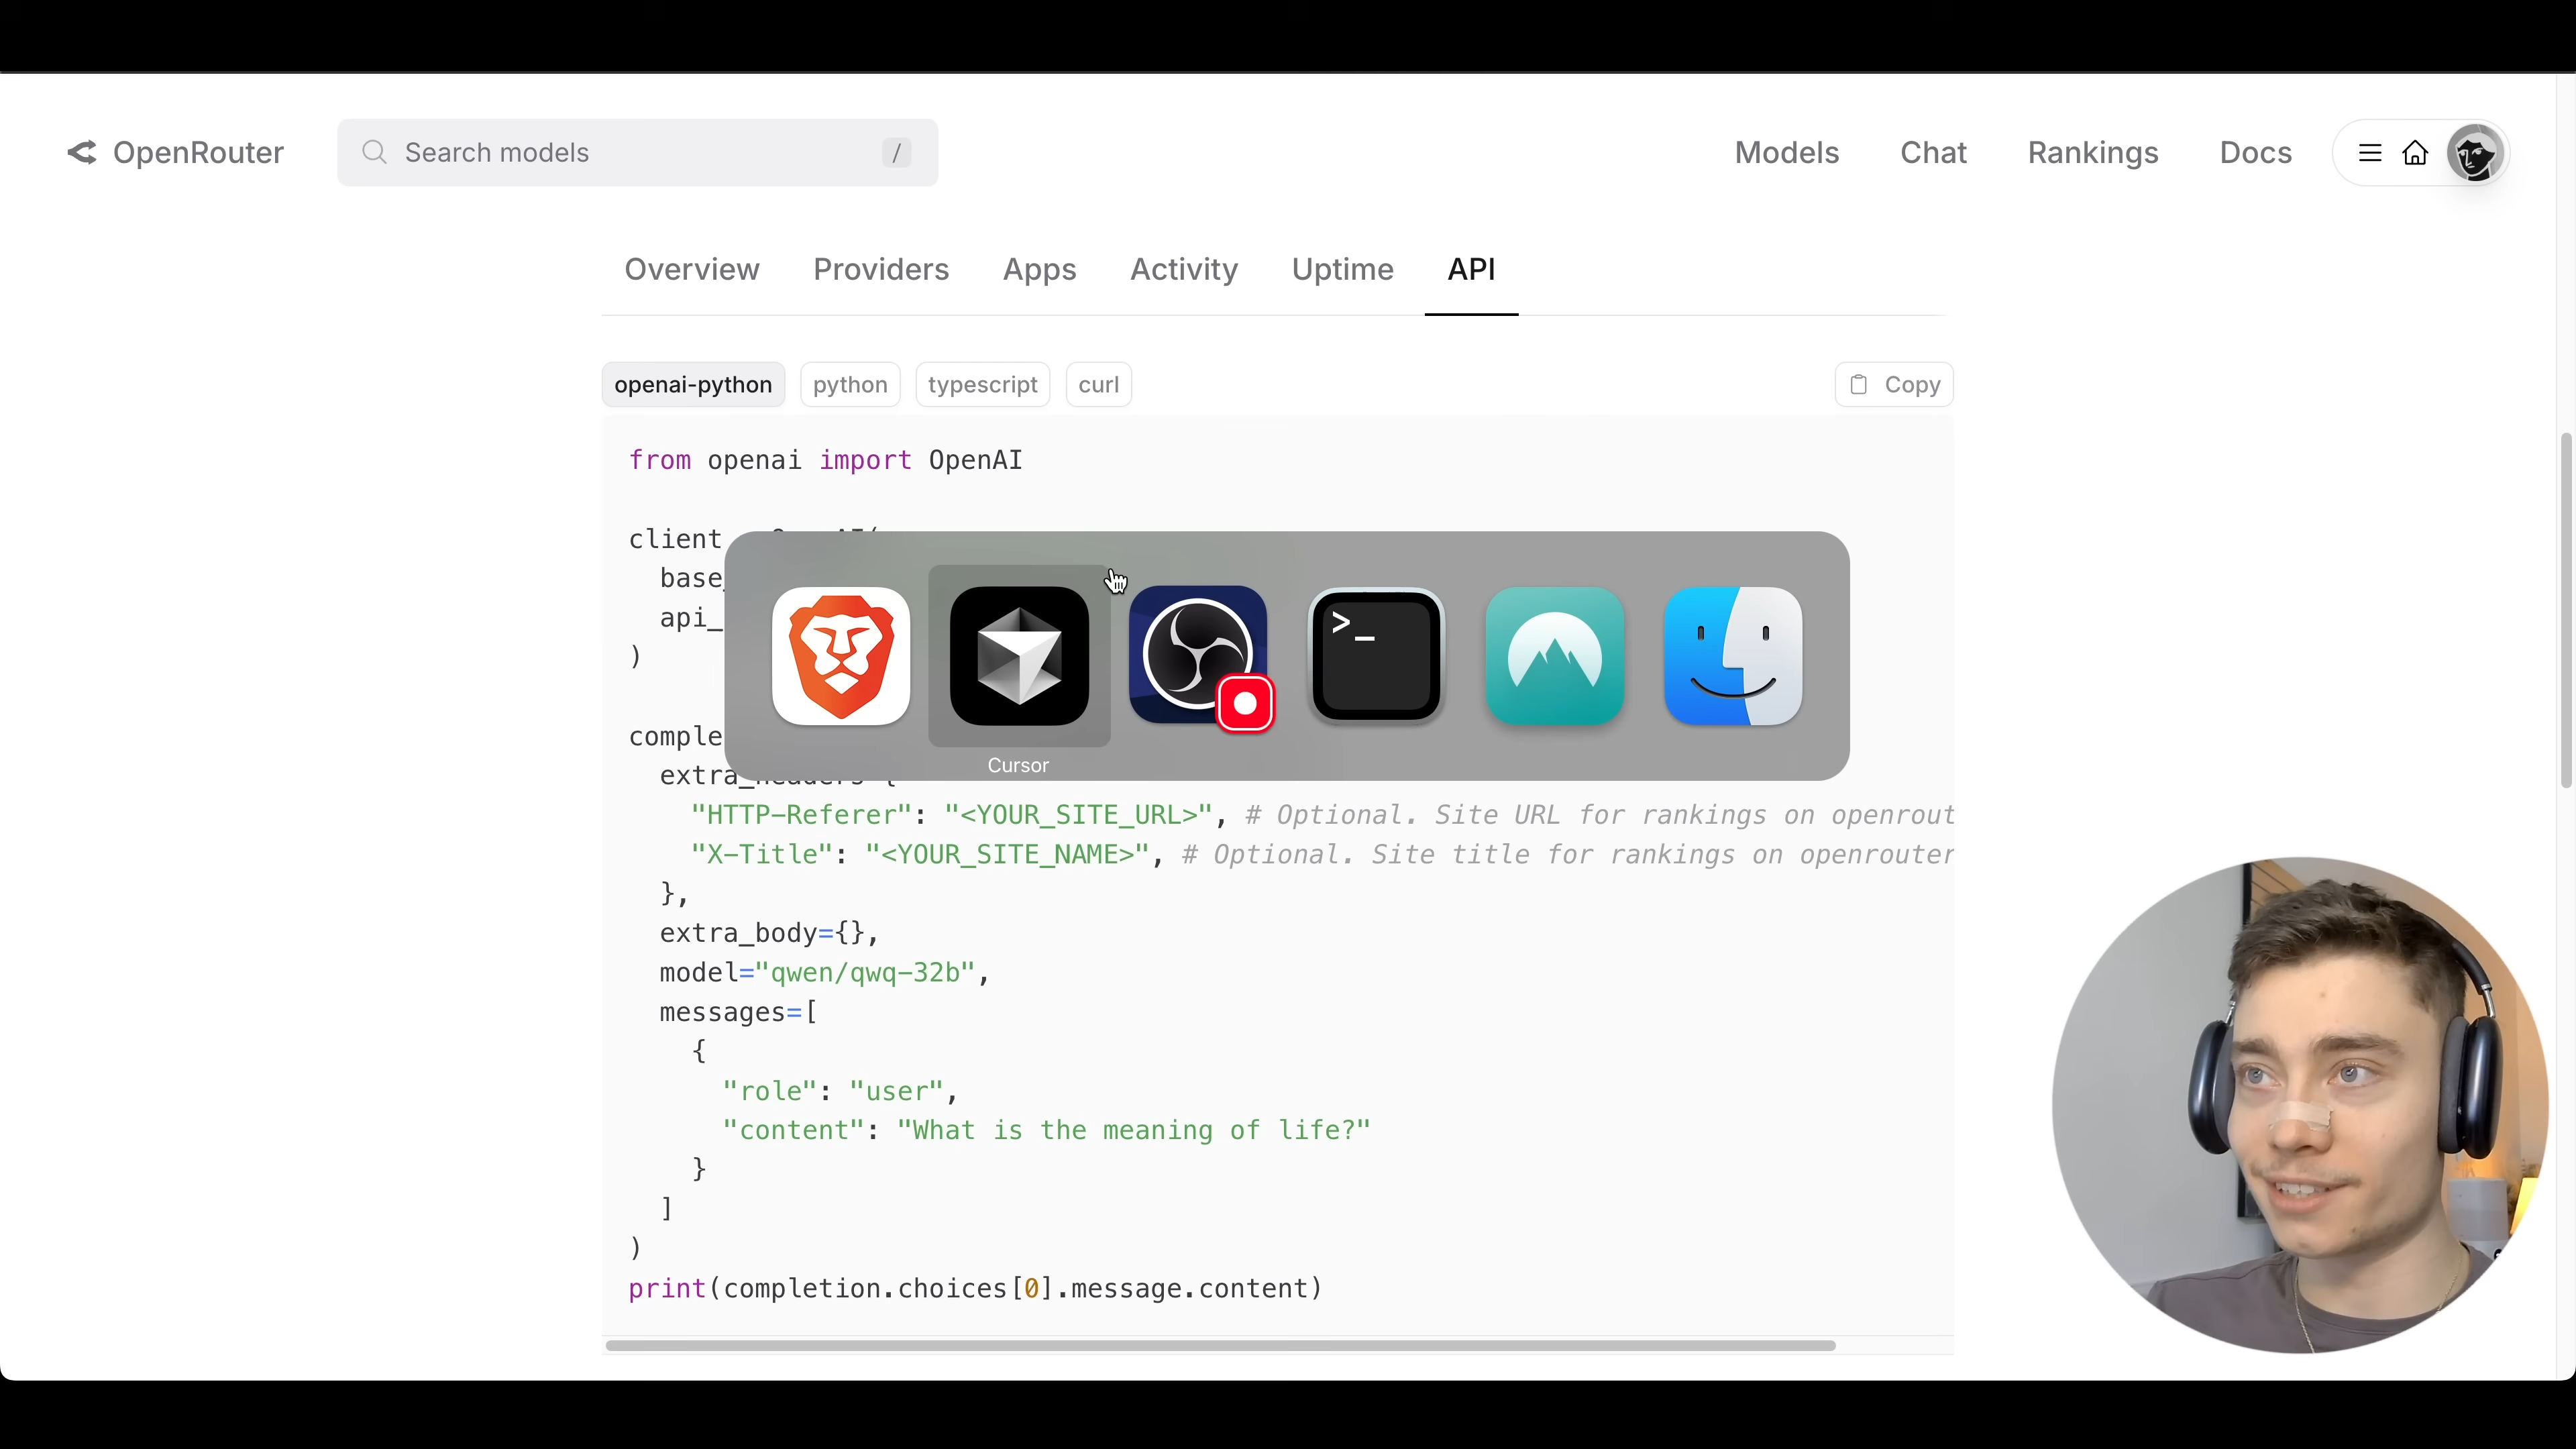 OpenRouter
Search models
/
Models
Chat
Rankings
Docs
Overview
Providers
Apps
Activity
Uptime
API
openai-python
python
typescript
curl
Copy
from openai import OpenAI
client
base_
api_
)
>_
comple
Cursor
extra_headers {
"HTTP-Referer": "<YOUR_SITE_URL>", # Optional. Site URL for rankings on openrout
"X-Title": "<YOUR_SITE_NAME>", # Optional. Site title for rankings on openrouter
},
extra_body={},
model="qwen/qwq-32b",
messages=[
{
"role": "user",
"content": "What is the meaning of life?"
}
]
)
print(completion.choices[0].message.content)